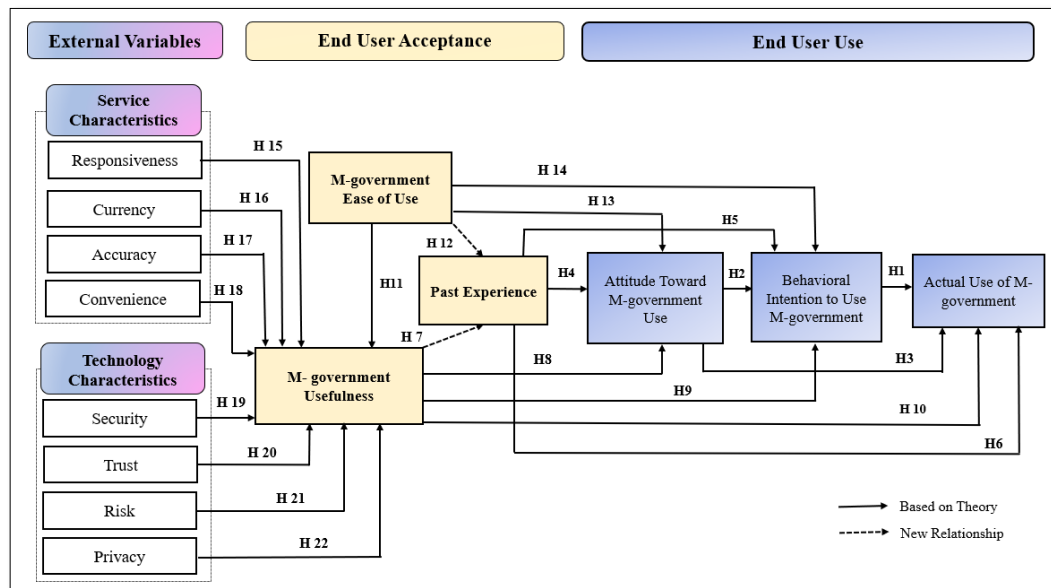 External Variables
End User Acceptance
End User Use
Service
Characteristics
Responsiveness
Currency
Accuracy
Convenience
H 15
H 16
H 17
H 18
M-government
Ease of Use
H 14
H 13
H 12
H5
H11
Past Experience
H4
Attitude Toward
M-government
Use
H2
Behavioral
Intention to Use
M-government
H1
Actual Use of M-
government
H 7
H8
H3
H9
H 10
H6
Technology
Characteristics
Security
Trust
Risk
Privacy
M- government
Usefulness
H 19
H 20
H 21
H 22
Based on Theory
New Relationship